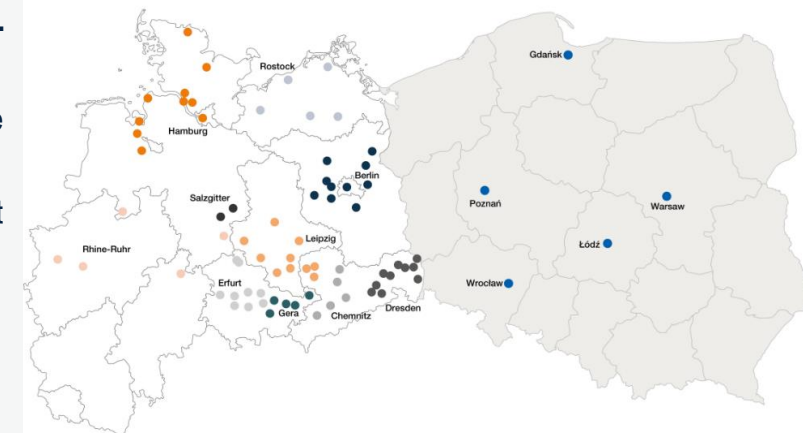 Gdańsk
Rostock
Hamburg
Berlin
Salzgitter
Poznań
Warsaw
Leipzig
Rhine-Ruhr
Łódź
Erfurt
Wrocław
Gera
Chemnitz
Dresden